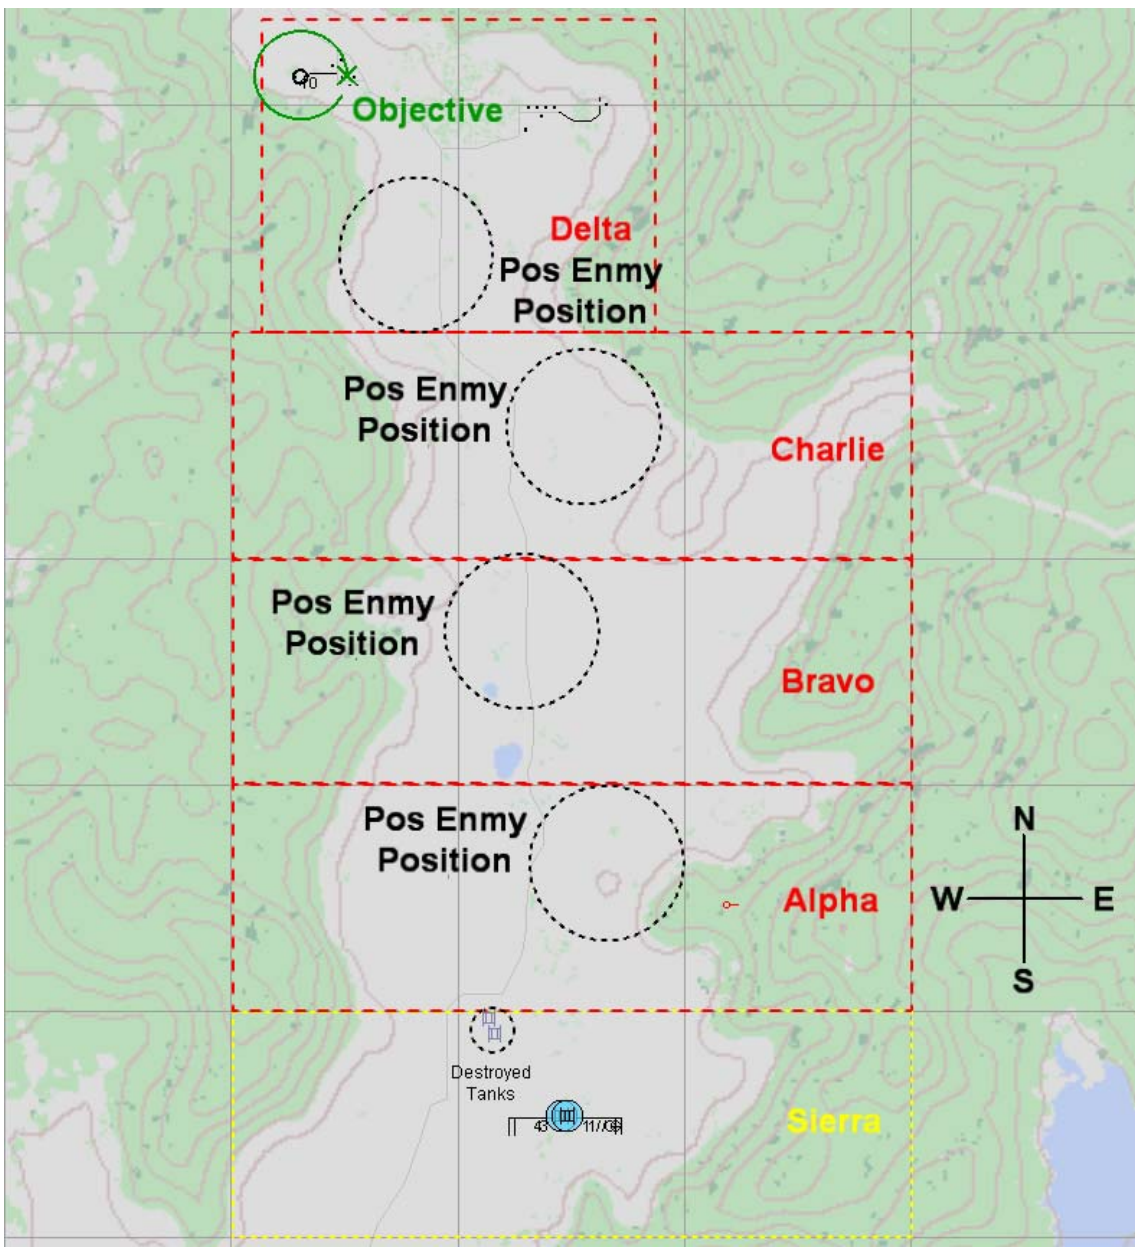 10
Objective
Delta
Pos Enmy
Position
Pos Enmy
Position
Charlie
Pos Enmy
Position
Bravo
Pos Enmy
Position
N
W
E
Alpha
S
Destroyed
Tanks
43
Sierra